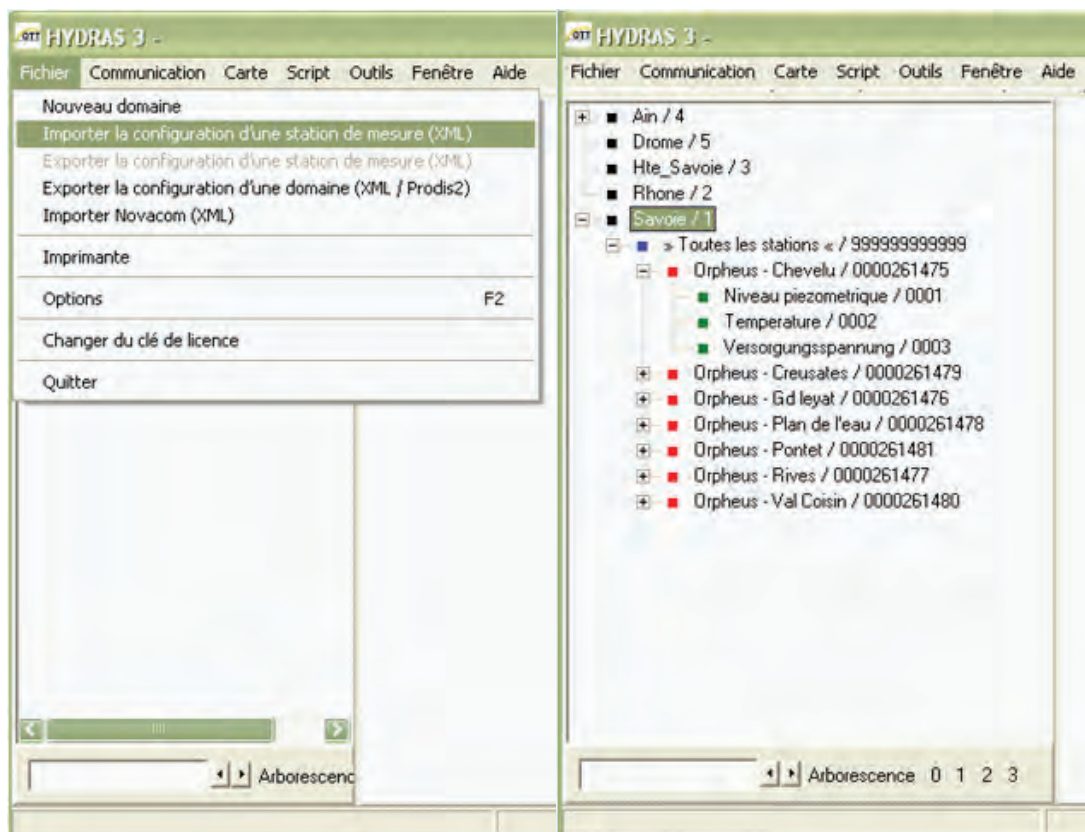 OTT HYDRAS 3 -
Fichier Communication Carte Script Outils Fenêtre Aide
Nouveau domaine
Importer la configuration d'une station de mesure (XML)
Exporter la configuration d'une station de mesure (XML)
Exporter la configuration d'une domaine (XML / Prodis2)
Importer Novacom (XML)
Imprimante
Options F2
Changer du clé de licence
Quitter
Arborescenc
OTT HYDRAS 3 -
Fichier Communication Carte Script Outils Fenêtre Aide
Ain / 4
Drome / 5
Hte_Savoie / 3
Rhone / 2
Savoie / 1
» Toutes les stations « / 999999999999
Orpheus - Chevelu / 0000261475
Niveau piezometrique / 0001
Temperature / 0002
Versorgungsspannung / 0003
Orpheus - Creusates / 0000261479
Orpheus - Gd leyat / 0000261476
Orpheus - Plan de l'eau / 0000261478
Orpheus - Pontet / 0000261481
Orpheus - Rives / 0000261477
Orpheus - Val Coisin / 0000261480
Arborescence 0 1 2 3